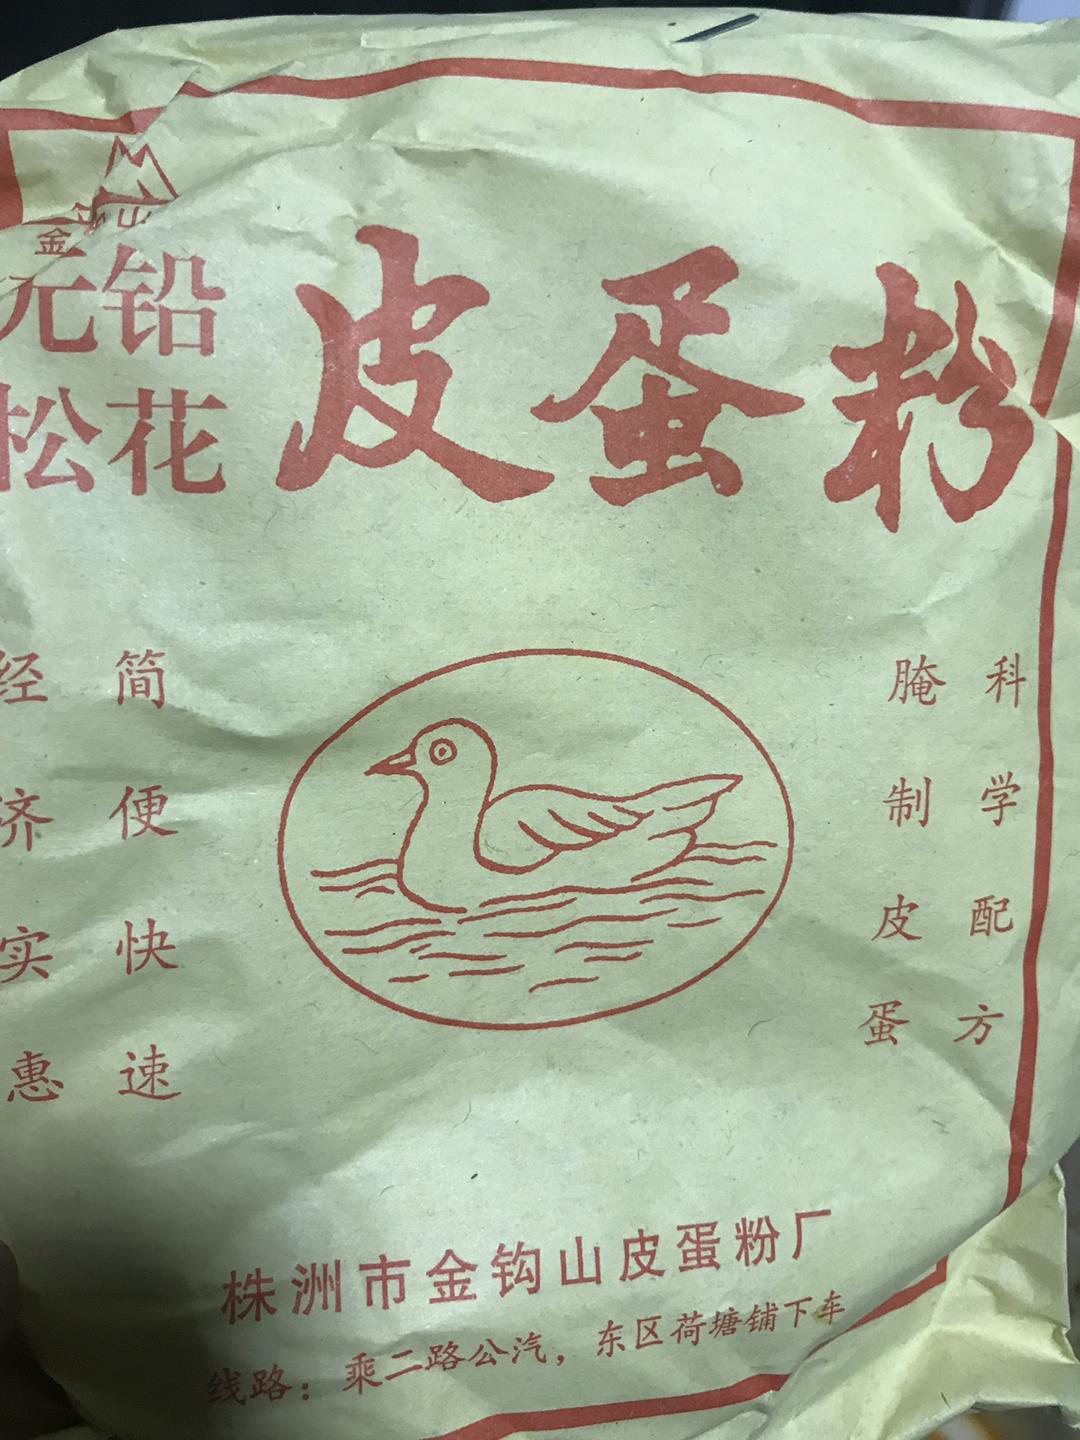 金钩山
无铅
松花
皮蛋粉
科学配方
腌制皮蛋
简便快速
经济实惠
株洲市金钩山皮蛋粉厂
线路：乘二路公汽，东区荷塘铺下车